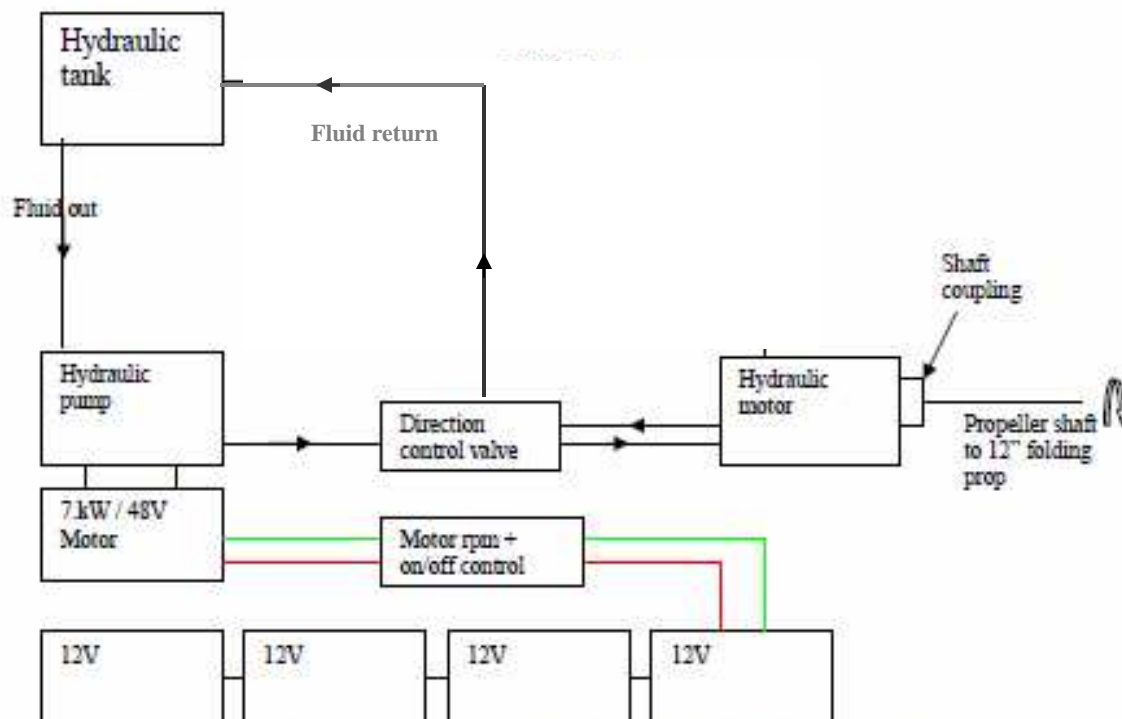 Hydraulic
tank
Fluid return
Fluid out
Shaft
coupling
Hydraulic
pump
Hydraulic
motor
Direction
control valve
Propeller shaft
to 12" folding
prop
7.kW / 48V
Motor
Motor rpm +
on/off control
12V
12V
12V
12V